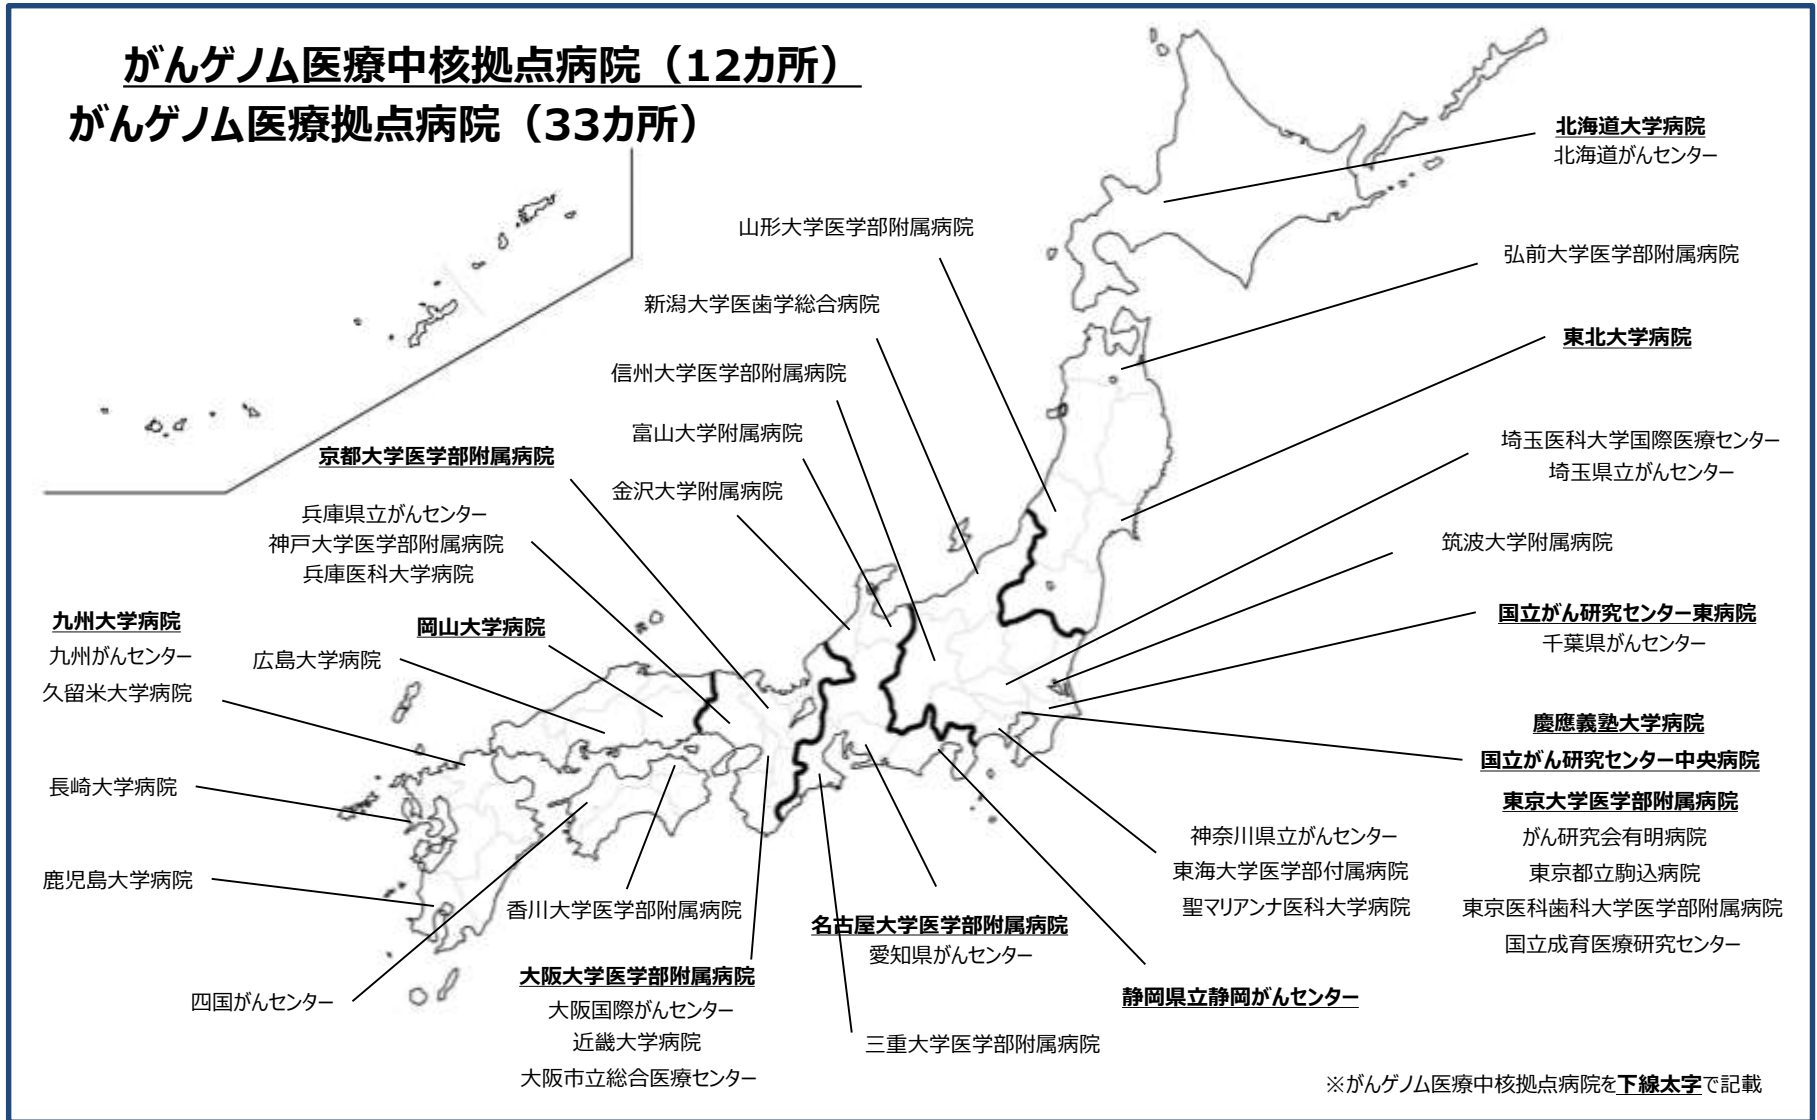 がんゲノム医療中核拠点病院（12カ所）
がんゲノム医療拠点病院（33カ所）
北海道大学病院
北海道がんセンター
山形大学医学部附属病院
弘前大学医学部附属病院
新潟大学医歯学総合病院
東北大学病院
信州大学医学部附属病院
富山大学附属病院
埼玉医科大学国際医療センター
埼玉県立がんセンター
京都大学医学部附属病院
金沢大学附属病院
兵庫県立がんセンター
神戸大学医学部附属病院
兵庫医科大学病院
筑波大学附属病院
九州大学病院
九州がんセンター
久留米大学病院
岡山大学病院
広島大学病院
国立がん研究センター東病院
千葉県がんセンター
慶應義塾大学病院
国立がん研究センター中央病院
東京大学医学部附属病院
がん研究会有明病院
東京都立駒込病院
東京医科歯科大学医学部附属病院
国立成育医療研究センター
長崎大学病院
鹿児島大学病院
神奈川県立がんセンター
東海大学医学部付属病院
聖マリアンナ医科大学病院
香川大学医学部附属病院
名古屋大学医学部附属病院
愛知県がんセンター
四国がんセンター
大阪大学医学部附属病院
大阪国際がんセンター
近畿大学病院
大阪市立総合医療センター
静岡県立静岡がんセンター
三重大学医学部附属病院
※がんゲノム医療中核拠点病院を下線太字で記載